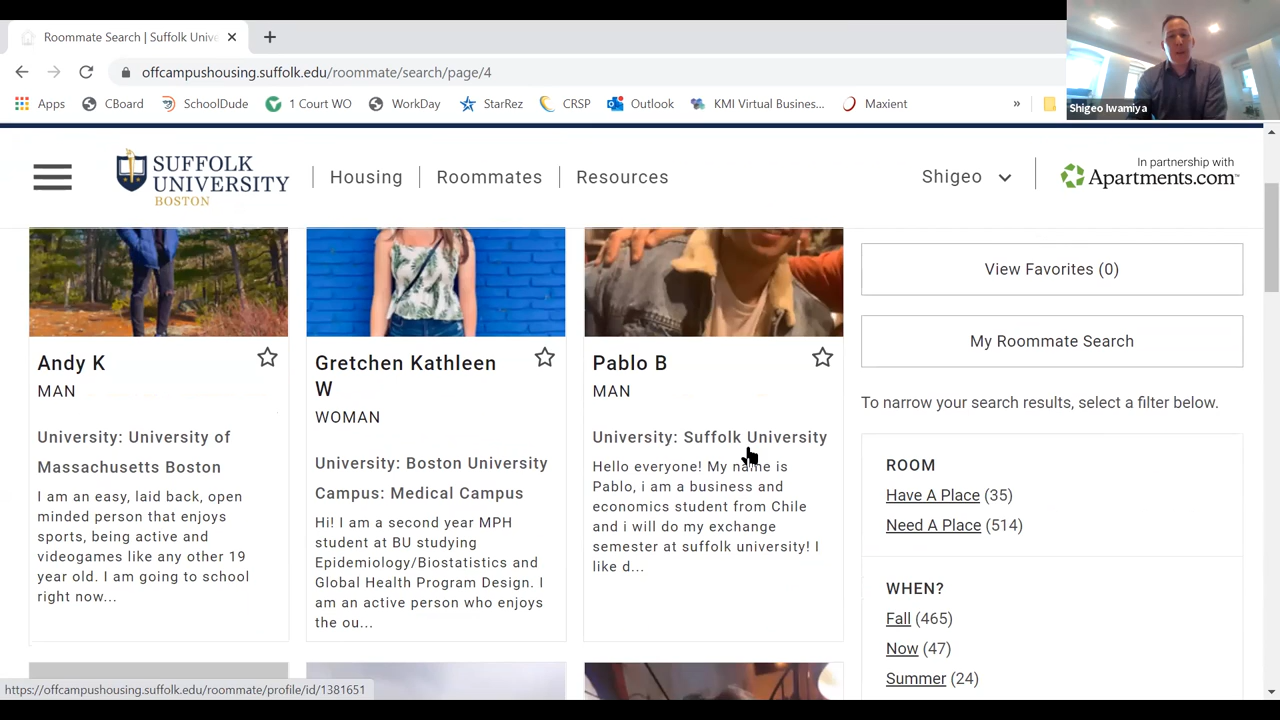 Roommate Search | Suffolk Unive
offcampushousing.suffolk.edu/roommate/search/page/4
Apps
CBoard
SchoolDude
1 Court WO
WorkDay
StarRez
CRSP
Outlook
KMI Virtual Busines...
Maxient
»
Shigeo Iwamiya
SUFFOLK
UNIVERSITY
BOSTON
Housing
Roommates
Resources
Shigeo
In partnership with
Apartments.com™
Andy K
MAN
University: University of
Massachusetts Boston
I am an easy, laid back, open
minded person that enjoys
sports, being active and
videogames like any other 19
year old. I am going to school
right now...
Gretchen Kathleen
W
WOMAN
University: Boston University
Campus: Medical Campus
Hi! I am a second year MPH
student at BU studying
Epidemiology/Biostatistics and
Global Health Program Design. I
am an active person who enjoys
the ou...
Pablo B
MAN
University: Suffolk University
Hello everyone! My name is
Pablo, i am a business and
economics student from Chile
and i will do my exchange
semester at suffolk university! I
like d...
View Favorites (0)
My Roommate Search
To narrow your search results, select a filter below.
ROOM
Have A Place (35)
Need A Place (514)
WHEN?
Fall (465)
Now (47)
Summer (24)
https://offcampushousing.suffolk.edu/roommate/profile/id/1381651